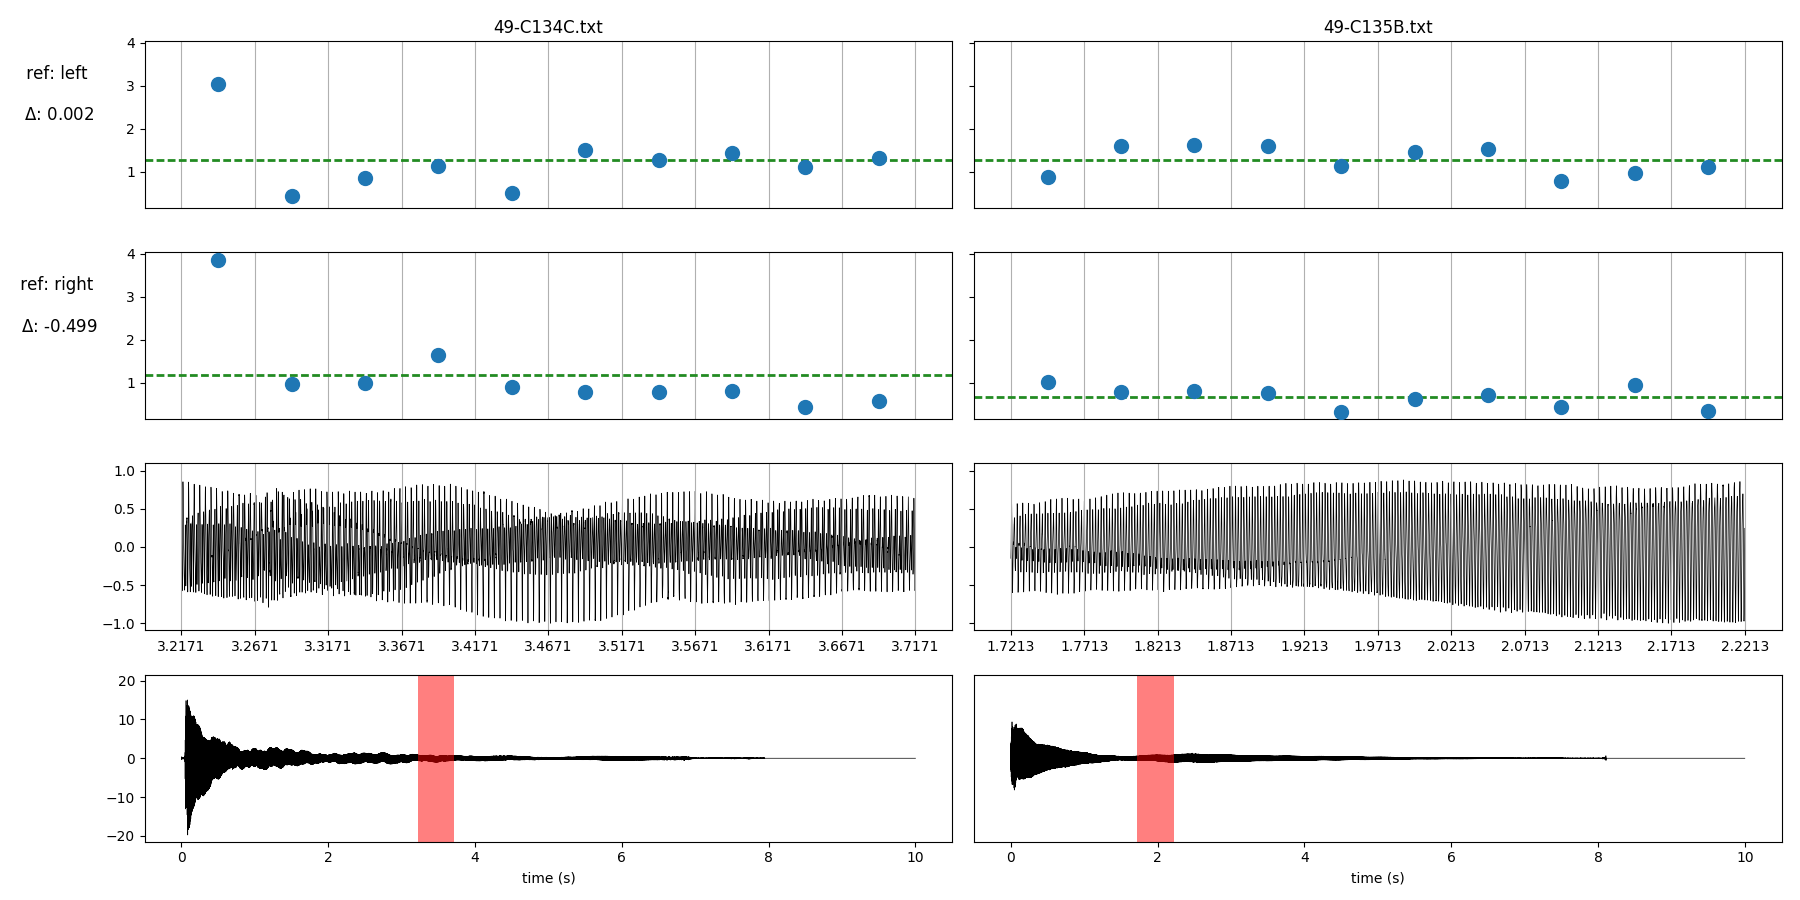 49-C134C.txt 49-C135B.txt
ref: left
Δ: 0.002
4
3
2
1
ref: right
Δ: -0.499
4
3
2
1
1.0
0.5
0.0
−0.5
−1.0
3.2171 3.2671 3.3171 3.3671 3.4171 3.4671 3.5171 3.5671 3.6171 3.6671 3.7171
1.7213 1.7713 1.8213 1.8713 1.9213 1.9713 2.0213 2.0713 2.1213 2.1713 2.2213
20
10
0
−10
−20
0 2 4 6 8 10
0 2 4 6 8 10
time (s) time (s)